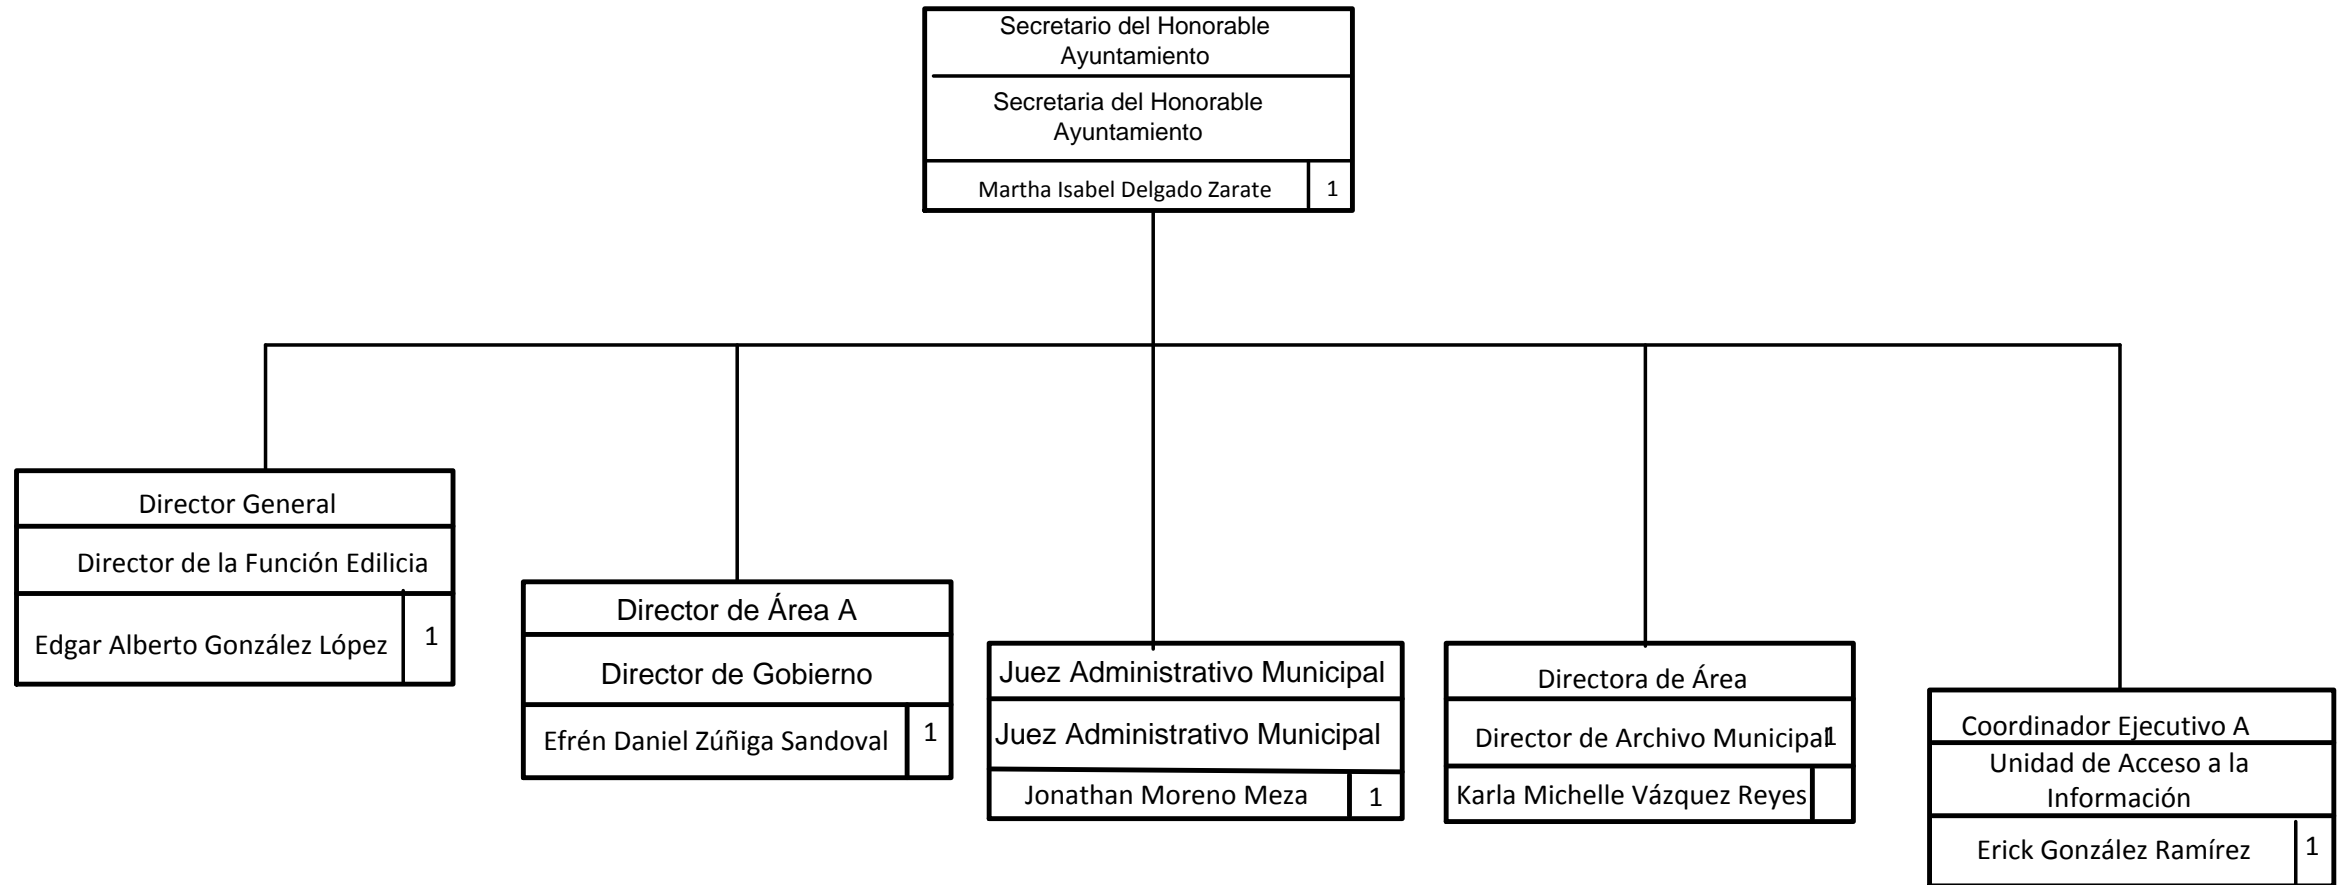 Secretario del Honorable
Ayuntamiento
Secretaria del Honorable
Ayuntamiento
Martha Isabel Delgado Zarate 1
Director General
Director de la Función Edilicia
Edgar Alberto González López 1
Director de Área A
Director de Gobierno
Efrén Daniel Zúñiga Sandoval 1
Juez Administrativo Municipal
Juez Administrativo Municipal
Jonathan Moreno Meza 1
Directora de Área
Director de Archivo Municipal 1
Karla Michelle Vázquez Reyes
Coordinador Ejecutivo A
Unidad de Acceso a la
Información
Erick González Ramírez 1